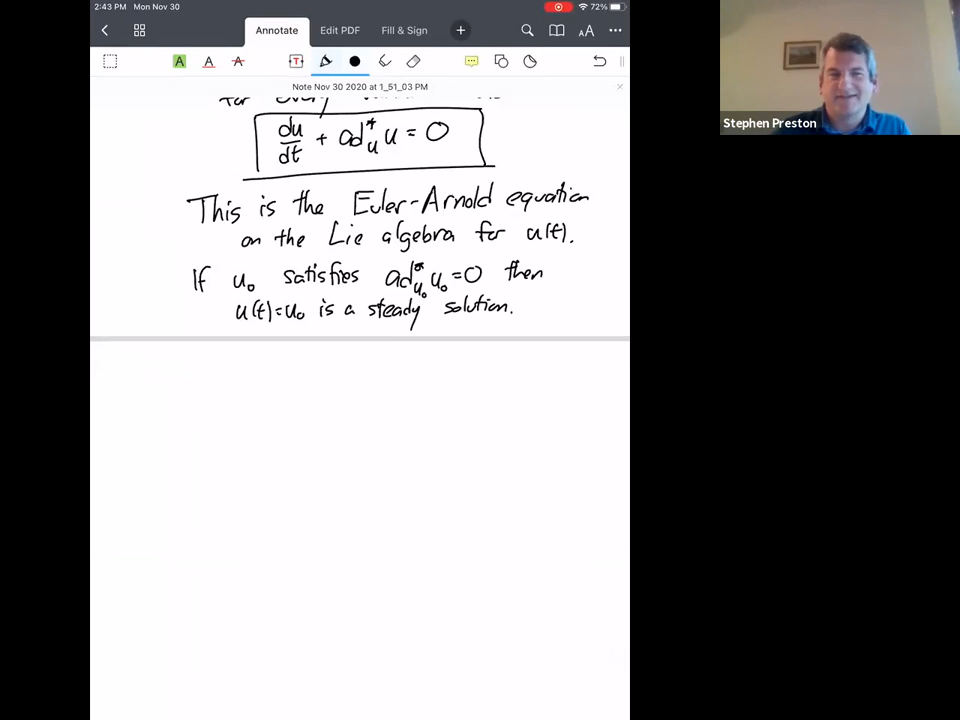 2:43 PM Mon Nov 30
72%
Annotate Edit PDF Fill & Sign
Note Nov 30 2020 at 1_51_03 PM
Stephen Preston
for every
du/dt + ad*_u u = 0
This is the Euler-Arnold equation
on the Lie algebra for u(t).
If u₀ satisfies ad*_{u₀} u₀ = 0 then
u(t)=u₀ is a steady solution.